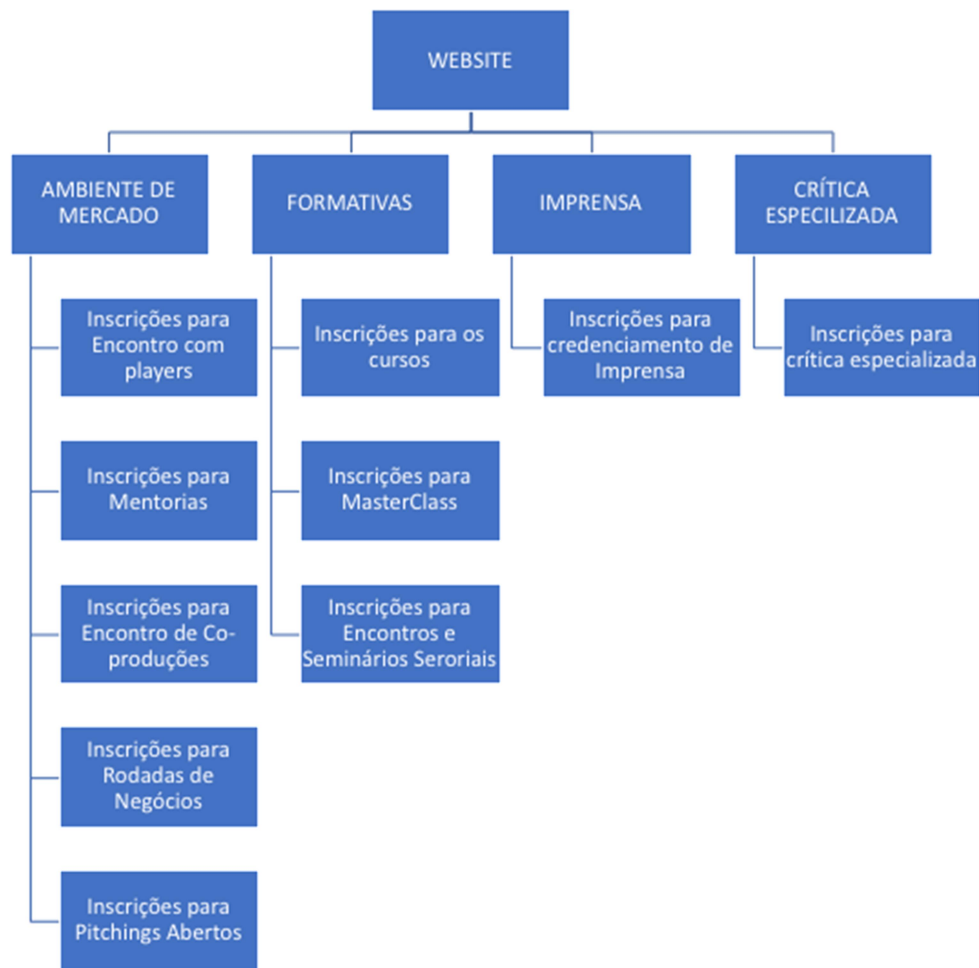 WEBSITE
AMBIENTE DE
MERCADO
Inscrições para
Encontro com
players
Inscrições para
Mentorias
Inscrições para
Encontro de Co-
produções
Inscrições para
Rodadas de
Negócios
Inscrições para
Pitchings Abertos
FORMATIVAS
Inscrições para os
cursos
Inscrições para
MasterClass
Inscrições para
Encontros e
Seminários Seroriais
IMPRENSA
Inscrições para
credenciamento de
Imprensa
CRÍTICA
ESPECILIZADA
Inscrições para
crítica especializada